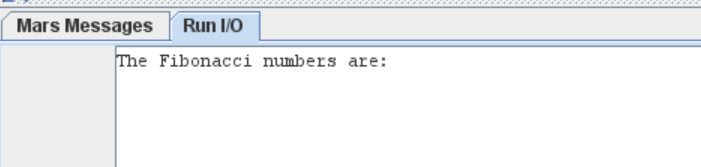 Mars Messages Run I/O
The Fibonacci numbers are: